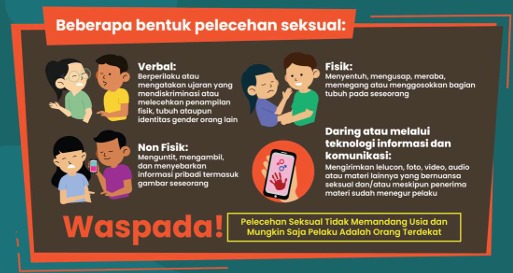 Beberapa bentuk pelecehan seksual:
Verbal:
Berperilaku atau
mengatakan ujaran yang
mendiskriminasi atau
melecehkan penampilan
fisik, tubuh ataupun
identitas gender orang lain
Fisik:
Menyentuh, mengusap, meraba,
memegang atau menggosokkan bagian
tubuh pada seseorang
Non Fisik:
Menguntit, mengambil,
dan menyebarkan
informasi pribadi termasuk
gambar seseorang
Daring atau melalui
teknologi informasi dan
komunikasi:
Mengirimkan lelucon, foto, video, audio
atau materi lainnya yang bernuansa
seksual dan/atau meskipun penerima
materi sudah menegur pelaku
Waspada!
Pelecehan Seksual Tidak Memandang Usia dan
Mungkin Saja Pelaku Adalah Orang Terdekat